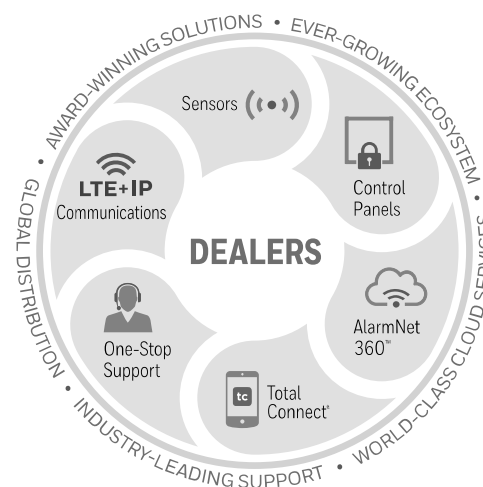 AWARD-WINNING SOLUTIONS • EVER-GROWING ECOSYSTEM •
WORLD-CLASS CLOUD SERVICES •
INDUSTRY-LEADING SUPPORT •
GLOBAL DISTRIBUTION •
Sensors
Control
Panels
AlarmNet
360™
tc
Total
Connect®
One-Stop
Support
LTE+IP
Communications
DEALERS